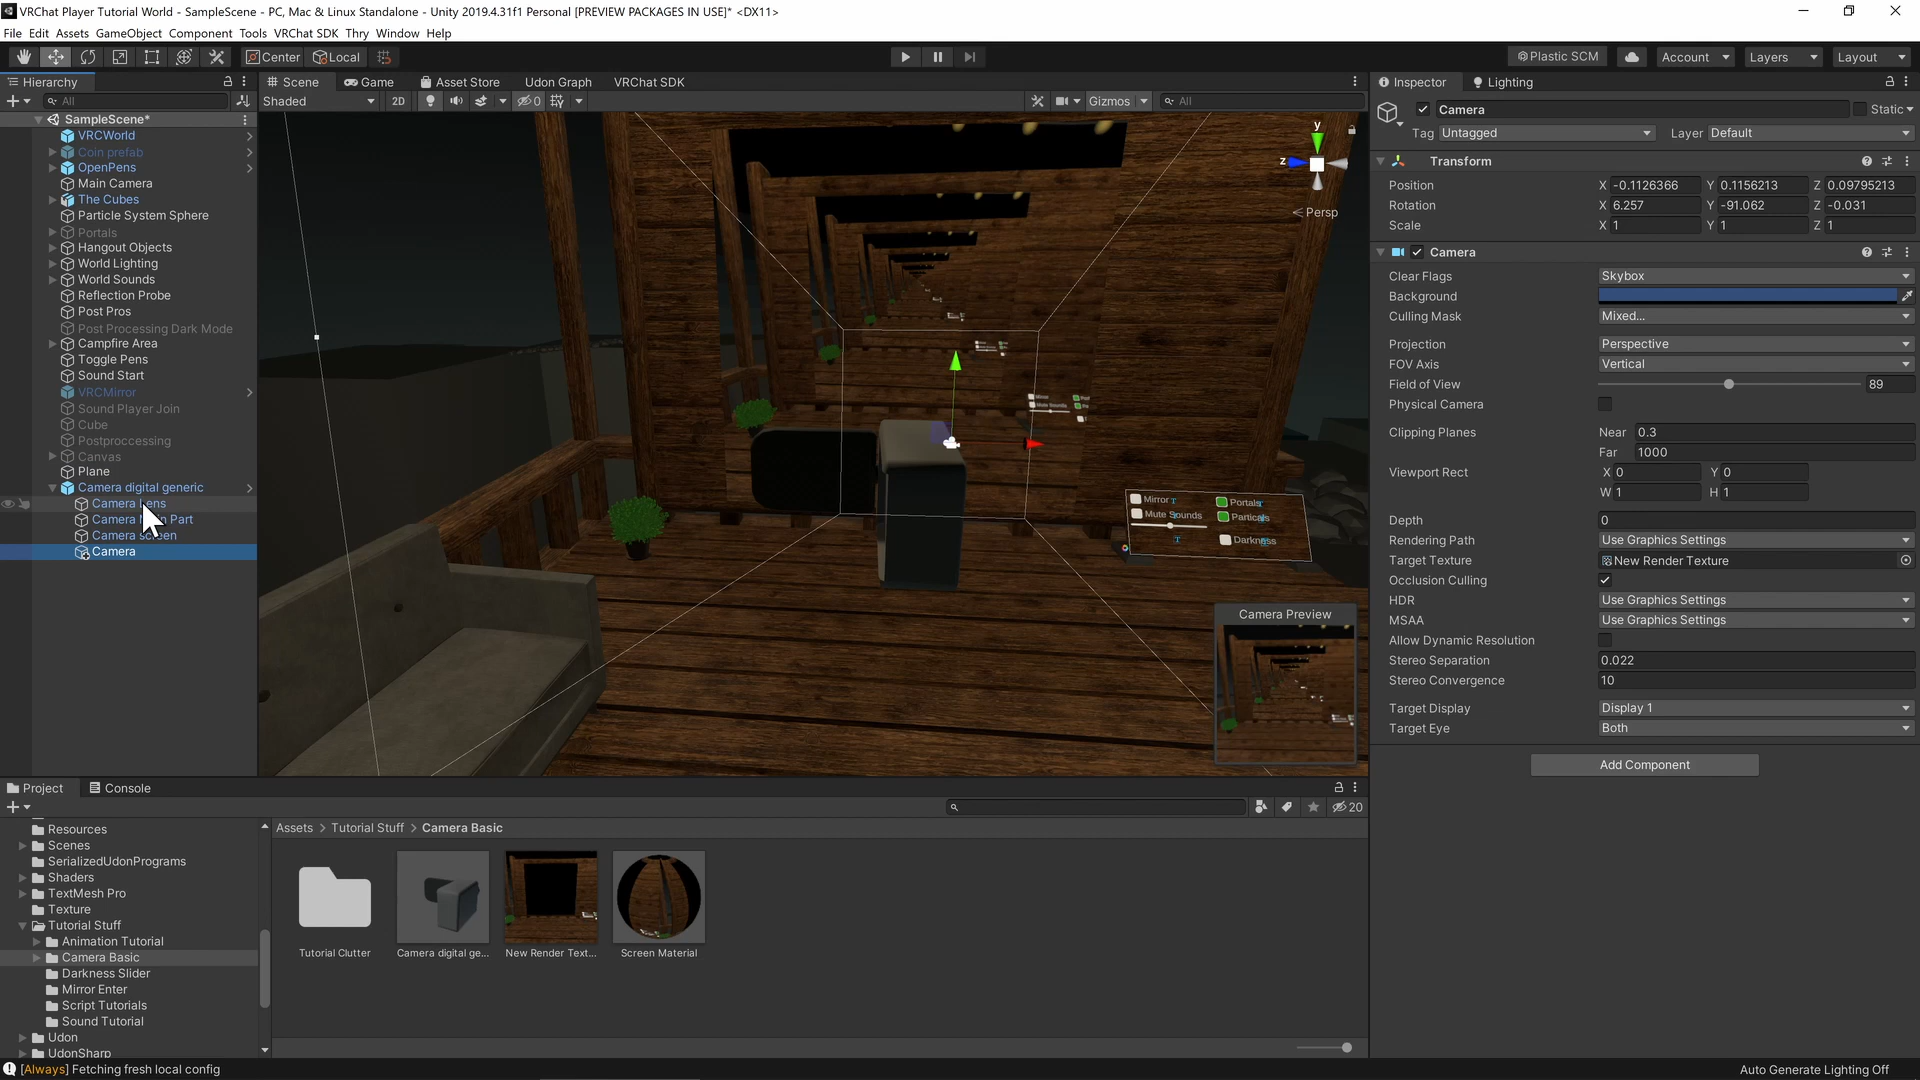 VRChat Player Tutorial World - SampleScene - PC, Mac & Linux Standalone - Unity 2019.4.31f1 Personal [PREVIEW PACKAGES IN USE]* <DX11>
File Edit Assets GameObject Component Tools VRChat SDK Thry Window Help
Center Local Plastic SCM Account Layers Layout
Hierarchy Scene Game Asset Store Udon Graph VRChat SDK Inspector Lighting
All Shaded 2D 0 Gizmos All
SampleScene*
VRCWorld
Coin prefab
OpenPens
Main Camera
The Cubes
Particle System Sphere
Portals
Hangout Objects
World Lighting
World Sounds
Reflection Probe
Post Pros
Post Processing Dark Mode
Campfire Area
Toggle Pens
Sound Start
VRCMirror
Sound Player Join
Cube
Postproccessing
Canvas
Plane
Camera digital generic
Camera Lens
Camera Part
Camera screen
Camera
y
z
Persp
Mirror Portals
Mute Sounds Particals
Darkness
Camera Preview
Camera Static
Tag Untagged Layer Default
Transform
Position X -0.1126366 Y 0.1156213 Z 0.09795213
Rotation X 6.257 Y -91.062 Z -0.031
Scale X 1 Y 1 Z 1
Camera
Clear Flags Skybox
Background
Culling Mask Mixed...
Projection Perspective
FOV Axis Vertical
Field of View 89
Physical Camera
Clipping Planes Near 0.3
Far 1000
Viewport Rect X 0 Y 0
W 1 H 1
Depth 0
Rendering Path Use Graphics Settings
Target Texture New Render Texture
Occlusion Culling
HDR Use Graphics Settings
MSAA Use Graphics Settings
Allow Dynamic Resolution
Stereo Separation 0.022
Stereo Convergence 10
Target Display Display 1
Target Eye Both
Add Component
Project Console
20
Resources
Scenes
SerializedUdonPrograms
Shaders
TextMesh Pro
Texture
Tutorial Stuff
Animation Tutorial
Camera Basic
Darkness Slider
Mirror Enter
Script Tutorials
Sound Tutorial
Udon
UdonSharp
Assets > Tutorial Stuff > Camera Basic
Tutorial Clutter Camera digital ge... New Render Text... Screen Material
[Always] Fetching fresh local config
Auto Generate Lighting Off